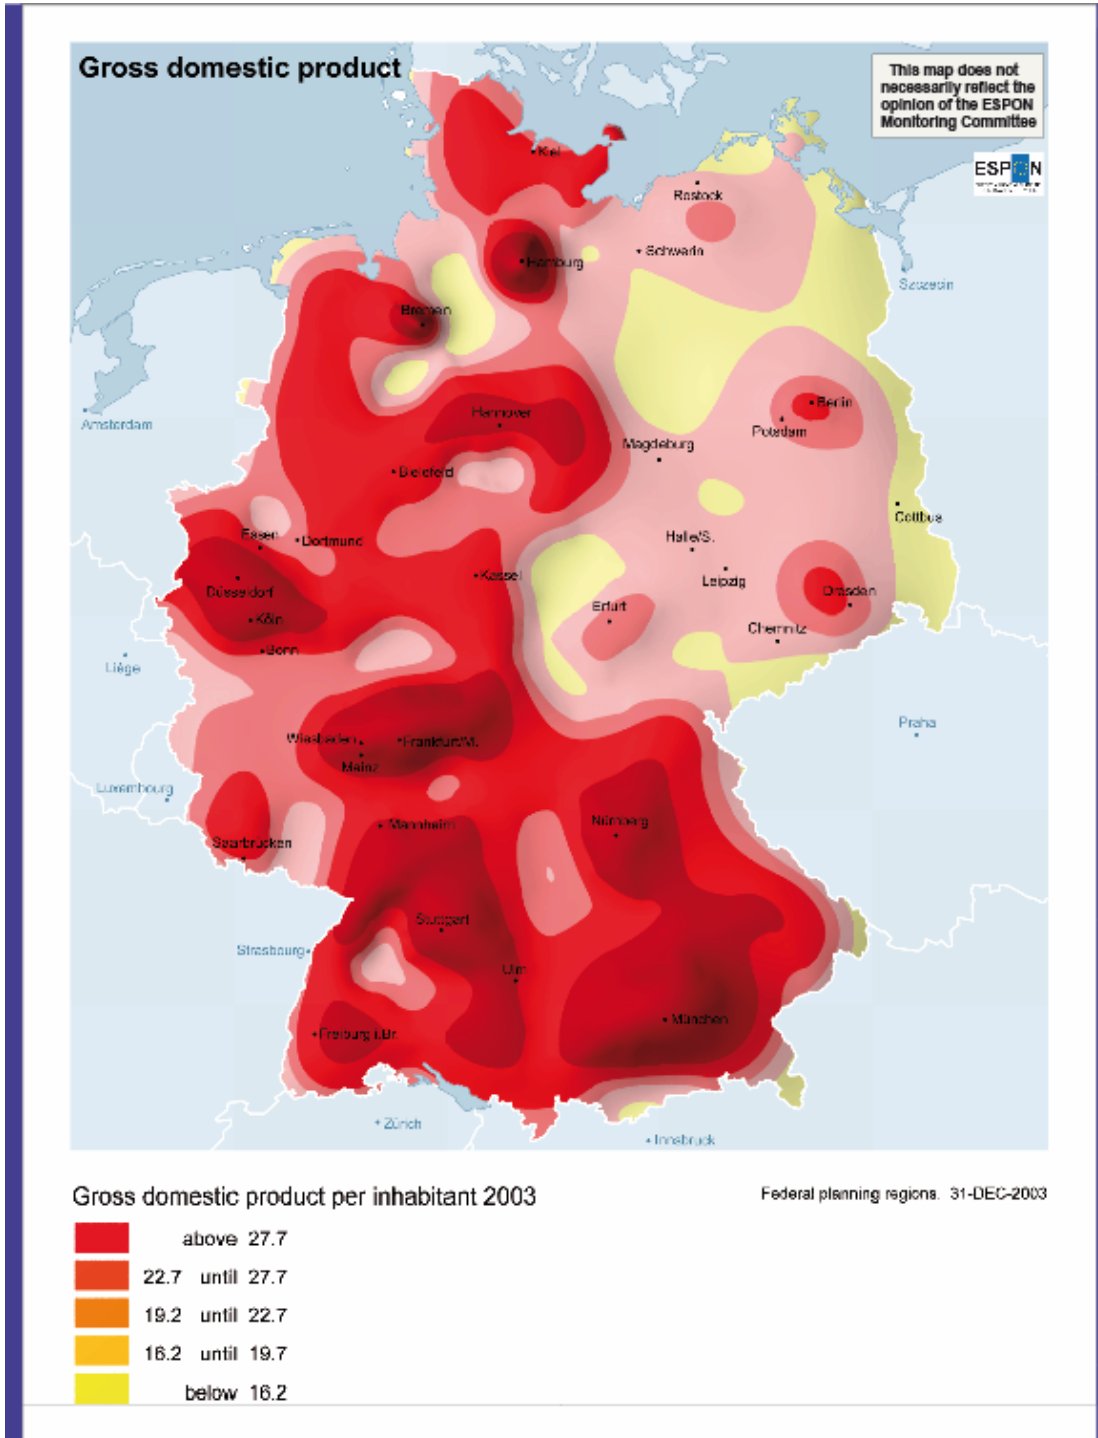 Gross domestic product
This map does not
necessarily reflect the
opinion of the ESPON
Monitoring Committee
ESPON
Kiel
Rostock
Schwerin
Hamburg
Szczecin
Bremen
Amsterdam
Hannover
Berlin
Potsdam
Magdeburg
Bielefeld
Cottbus
Essen
Dortmund
Halle/S.
Kassel
Leipzig
Düsseldorf
Dresden
Erfurt
Köln
Chemnitz
Bonn
Liège
Praha
Wiesbaden
Frankfurt/M.
Mainz
Luxembourg
Mannheim
Nürnberg
Saarbrücken
Stuttgart
Strasbourg
Ulm
München
Freiburg i.Br.
Zürich
Innsbruck
Gross domestic product per inhabitant 2003
Federal planning regions. 31-DEC-2003
above 27.7
22.7 until 27.7
19.2 until 22.7
16.2 until 19.7
below 16.2